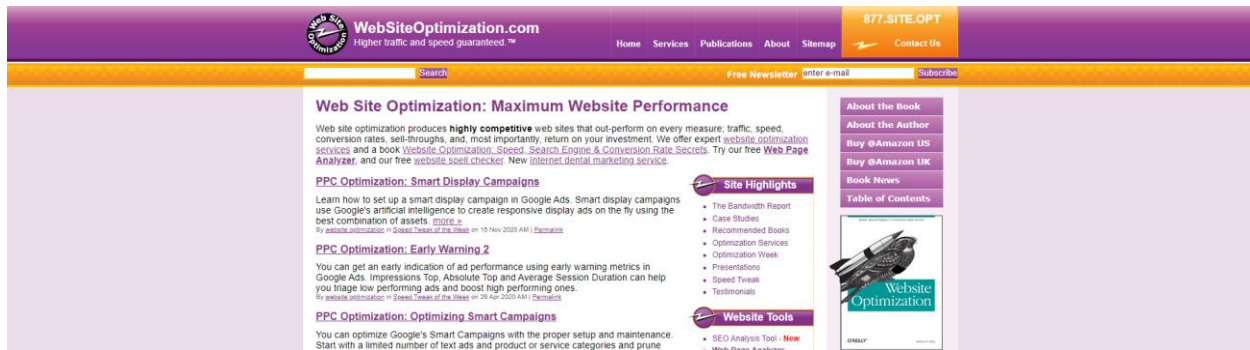 Web Site Optimization
WebSiteOptimization.com
Higher traffic and speed guaranteed.™
877.SITE.OPT
Home Services Publications About Sitemap
Contact Us
Search
Free Newsletter enter e-mail Subscribe
Web Site Optimization: Maximum Website Performance
Web site optimization produces highly competitive web sites that out-perform on every measure; traffic, speed,
conversion rates, sell-throughs, and, most importantly, return on your investment. We offer expert website optimization
services and a book Website Optimization: Speed, Search Engine & Conversion Rate Secrets. Try our free Web Page
Analyzer, and our free website spell checker. New Internet dental marketing service.
PPC Optimization: Smart Display Campaigns
Learn how to set up a smart display campaign in Google Ads. Smart display campaigns
use Google's artificial intelligence to create responsive display ads on the fly using the
best combination of assets. more »
By website optimization in Speed Tweak of the Week on 15 Nov 2020 AM | Permalink
PPC Optimization: Early Warning 2
You can get an early indication of ad performance using early warning metrics in
Google Ads. Impressions Top, Absolute Top and Average Session Duration can help
you triage low performing ads and boost high performing ones.
By website optimization in Speed Tweak of the Week on 26 Apr 2020 AM | Permalink
PPC Optimization: Optimizing Smart Campaigns
You can optimize Google's Smart Campaigns with the proper setup and maintenance.
Start with a limited number of text ads and product or service categories and prune
Site Highlights
The Bandwidth Report
Case Studies
Recommended Books
Optimization Services
Optimization Week
Presentations
Speed Tweak
Testimonials
Website Tools
SEO Analysis Tool - New
Web Page Analyzer
About the Book
About the Author
Buy @Amazon US
Buy @Amazon UK
Book News
Table of Contents
Website
Optimization
O'REILLY